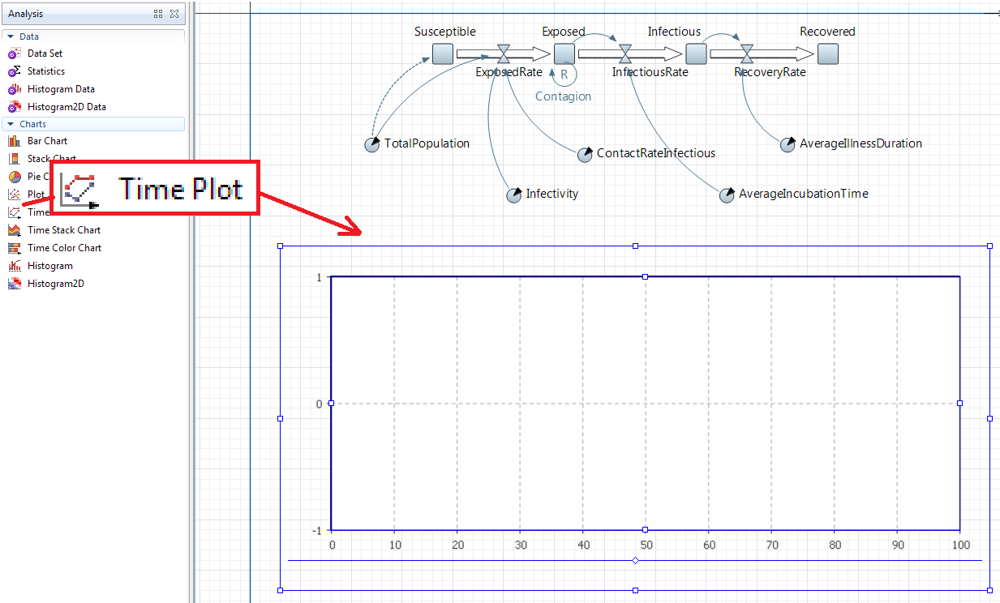 Analysis
Data
Data Set
Statistics
Histogram Data
Histogram2D Data
Charts
Bar Chart
Stack Chart
Pie C
Plot
Time
Time Plot
Time Stack Chart
Time Color Chart
Histogram
Histogram2D
Susceptible Exposed Infectious Recovered
ExposedRate R InfectiousRate RecoveryRate
Contagion
TotalPopulation ContactRateInfectious AverageIllnessDuration
Infectivity AverageIncubationTime
1
0
-1
0 10 20 30 40 50 60 70 80 90 100